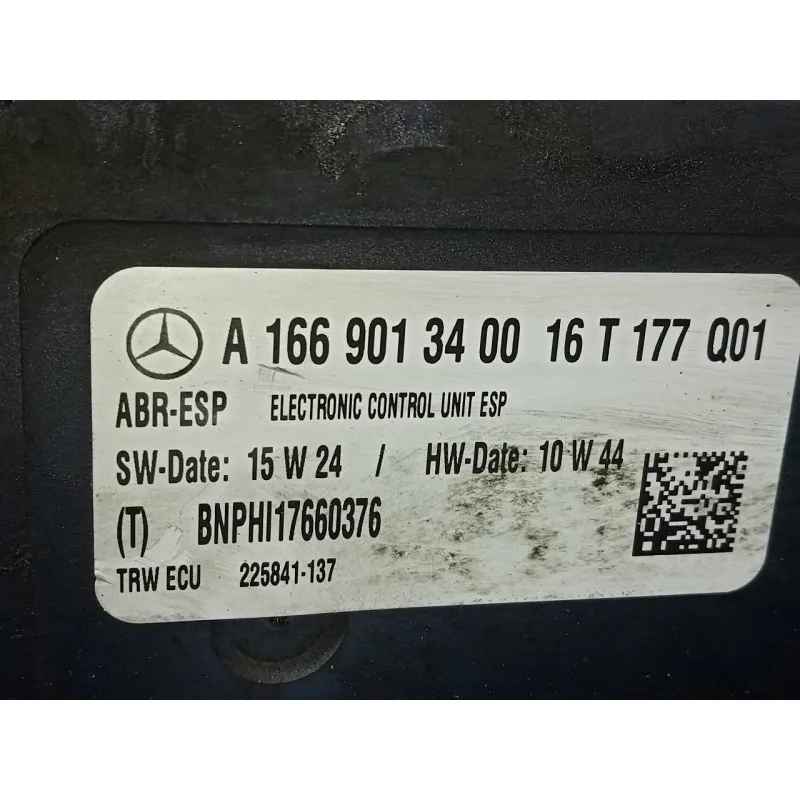 A 166 901 34 00 16 T 177 Q01
ABR-ESP ELECTRONIC CONTROL UNIT ESP
SW-Date: 15 W 24 / HW-Date: 10 W 44
(T) BNPHI17660376
TRW ECU 225841-137